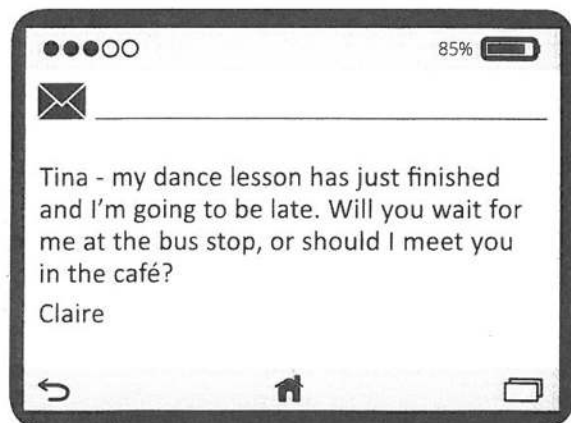 85%
Tina - my dance lesson has just finished
and I'm going to be late. Will you wait for
me at the bus stop, or should I meet you
in the café?
Claire